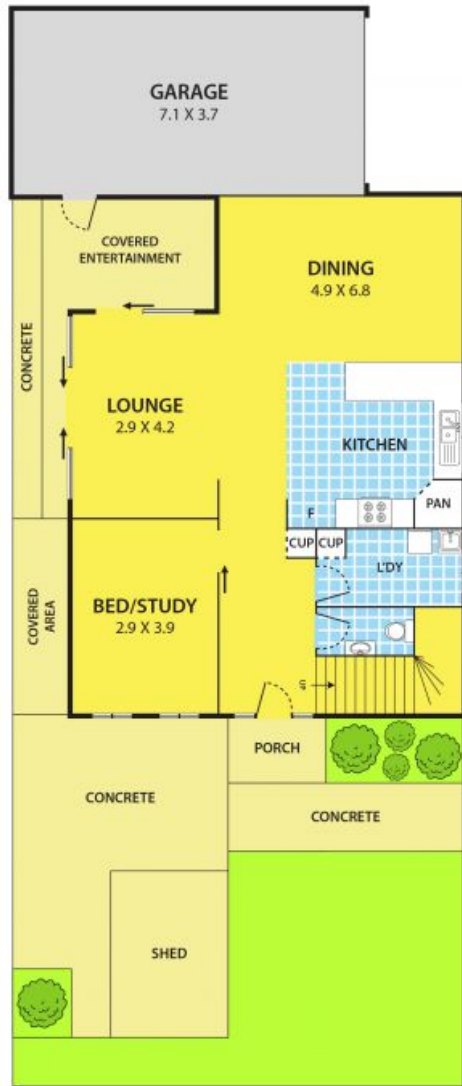 GARAGE
7.1 X 3.7
COVERED
ENTERTAINMENT
DINING
4.9 X 6.8
CONCRETE
LOUNGE
2.9 X 4.2
KITCHEN
PAN
F
CUP
CUP
L'DY
COVERED
AREA
BED/STUDY
2.9 X 3.9
UP
PORCH
CONCRETE
CONCRETE
SHED